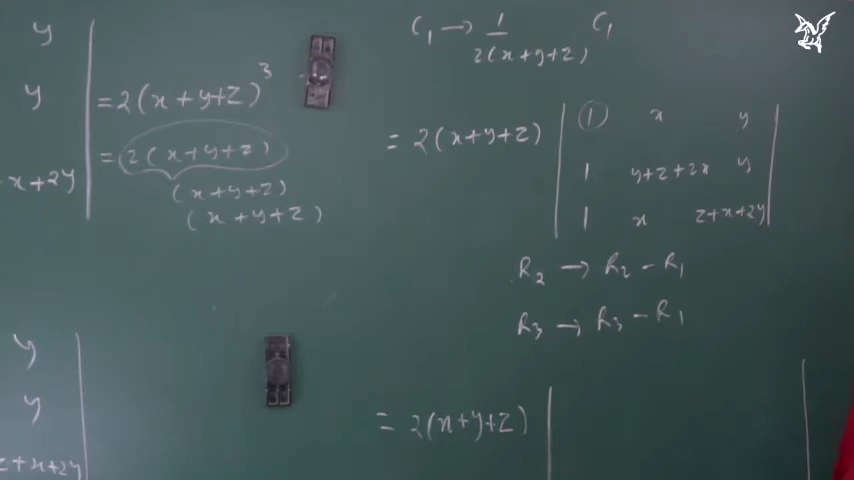 y
y
x+2y
= 2(x+y+z)³
= 2(x+y+z)
(x+y+z)
(x+y+z)
y
y
z+x+2y
C₁ → 1/2(x+y+z) C₁
= 2(x+y+z) | 1 x y |
| 1 y+z+2x y |
| 1 x z+x+2y |
R₂ → R₂ - R₁
R₃ → R₃ - R₁
= 2(x+y+z) | |